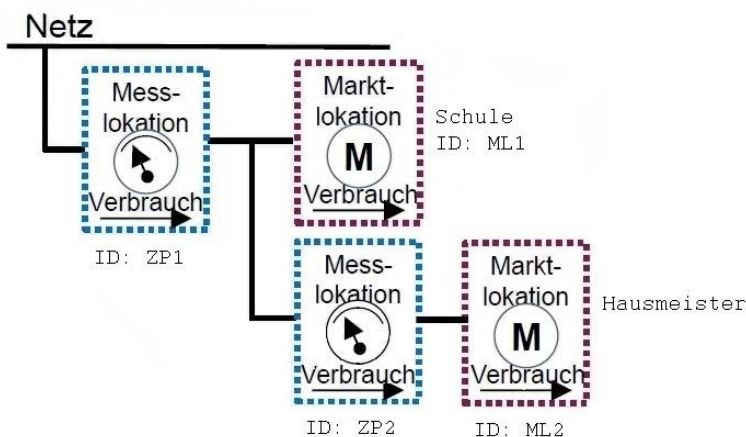 Netz
Mess-
lokation
Verbrauch
ID: ZP1
Markt-
lokation
M
Verbrauch
Schule
ID: ML1
Mess-
lokation
Verbrauch
ID: ZP2
Markt-
lokation
M
Verbrauch
ID: ML2
Hausmeister